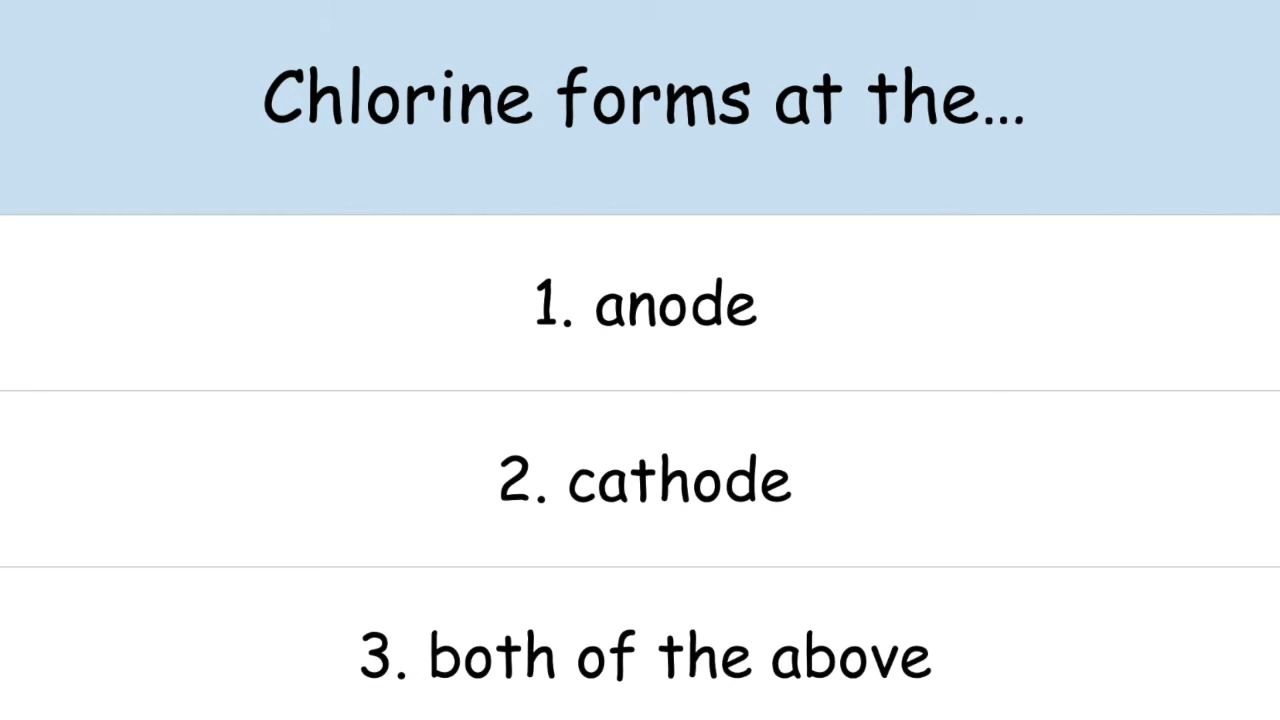 Chlorine forms at the...
1. anode
2. cathode
3. both of the above